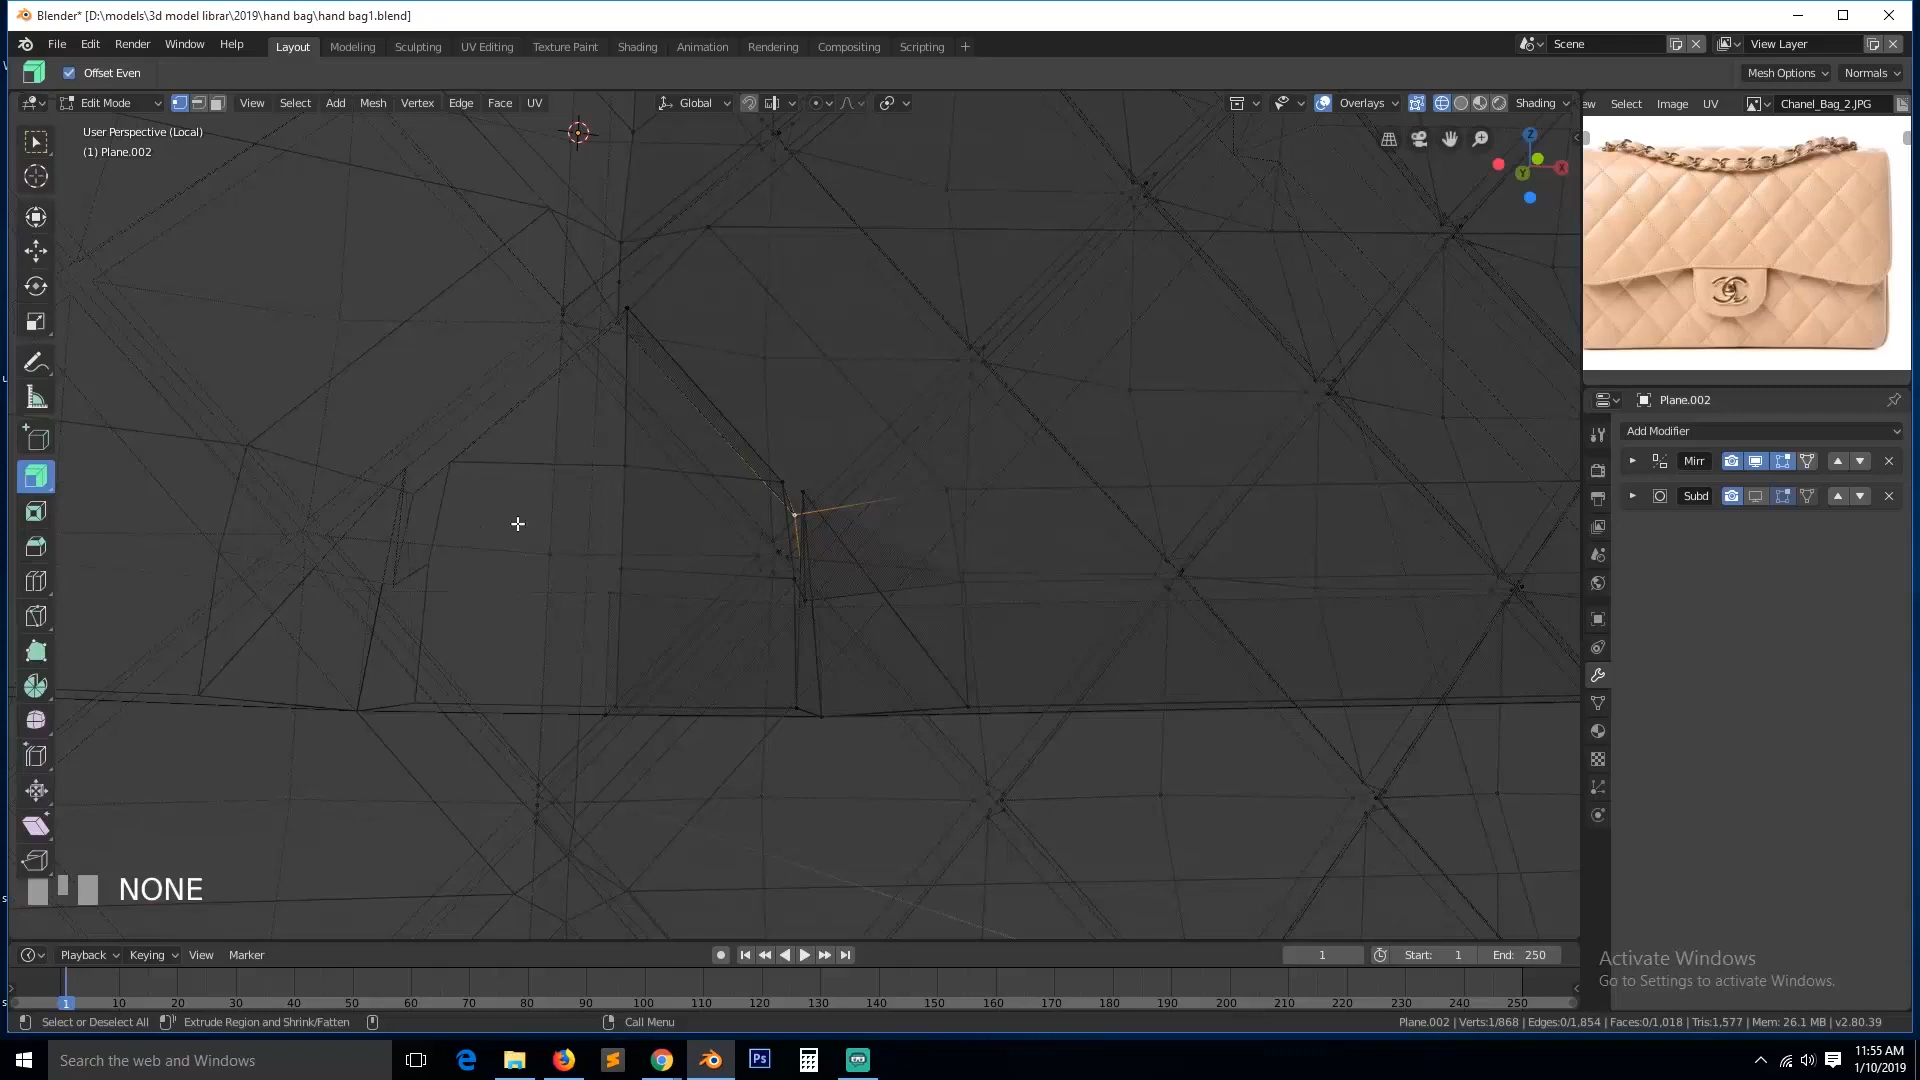 Blender* [D:\models\3d model librar\2019\hand bag\hand bag1.blend]
File Edit Render Window Help Layout Modeling Sculpting UV Editing Texture Paint Shading Animation Rendering Compositing Scripting + Scene View Layer
Offset Even Mesh Options Normals
Edit Mode View Select Add Mesh Vertex Edge Face UV Global Overlays Shading ew Select Image UV Chanel_Bag_2.JPG
User Perspective (Local)
(1) Plane.002
Z
X
Y
Plane.002
Add Modifier
Mirr
Subd
NONE
Playback Keying View Marker 1 Start: 1 End: 250
1 10 20 30 40 50 60 70 80 90 100 110 120 130 140 150 160 170 180 190 200 210 220 230 240 250
Activate Windows
Go to Settings to activate Windows.
Select or Deselect All Extrude Region and Shrink/Fatten Call Menu Plane.002 | Verts:1/868 | Edges:0/1,854 | Faces:0/1,018 | Tris:1,577 | Mem: 26.1 MB | v2.80.39
Search the web and Windows Ps 11:55 AM
1/10/2019